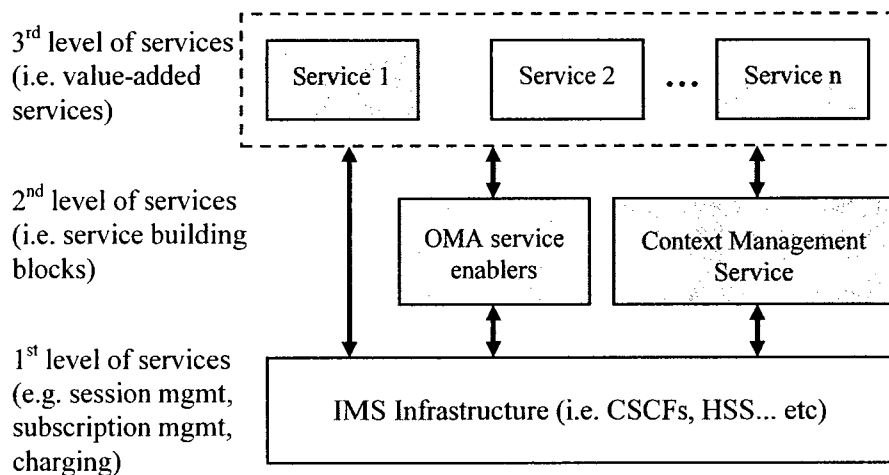 3rd level of services
(i.e. value-added
services)
Service 1
Service 2
...
Service n
2nd level of services
(i.e. service building
blocks)
OMA service
enablers
Context Management
Service
1st level of services
(e.g. session mgmt,
subscription mgmt,
charging)
IMS Infrastructure (i.e. CSCFs, HSS... etc)